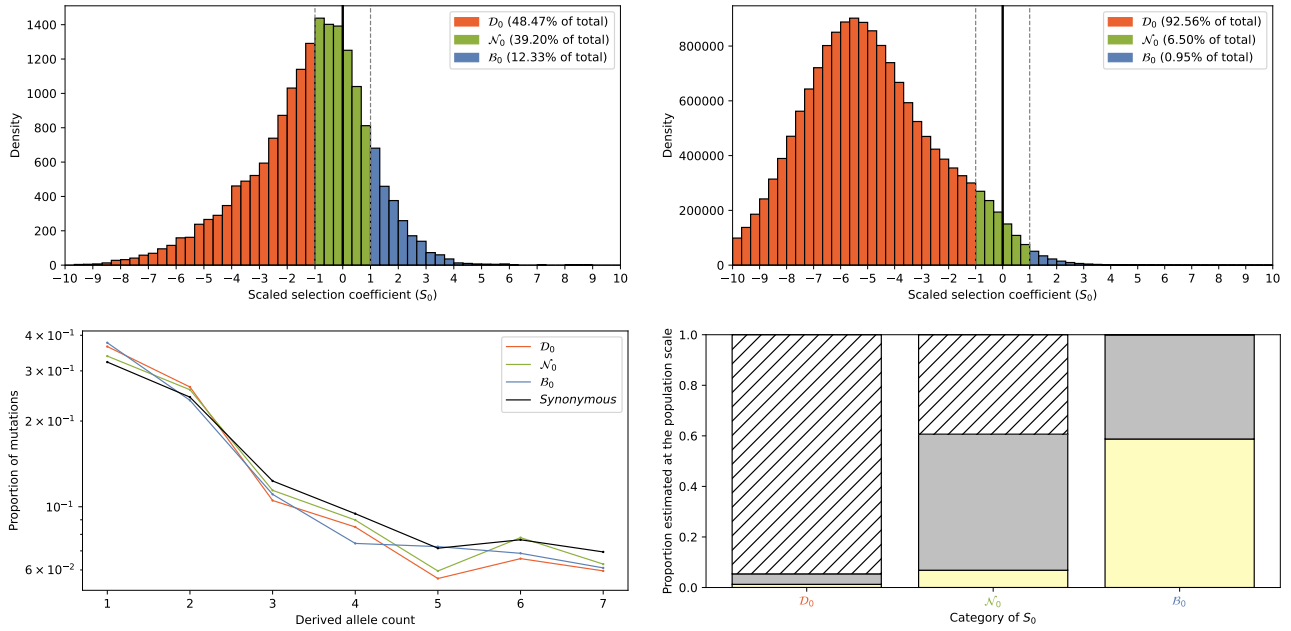 1400
1200
1000
800
600
400
200
0
Density
−10 −9 −8 −7 −6 −5 −4 −3 −2 −1 0 1 2 3 4 5 6 7 8 9 10
Scaled selection coefficient (S₀)
𝒟₀ (48.47% of total)
𝒩₀ (39.20% of total)
ℬ₀ (12.33% of total)
800000
600000
400000
200000
0
Density
−10 −9 −8 −7 −6 −5 −4 −3 −2 −1 0 1 2 3 4 5 6 7 8 9 10
Scaled selection coefficient (S₀)
𝒟₀ (92.56% of total)
𝒩₀ (6.50% of total)
ℬ₀ (0.95% of total)
4 × 10⁻¹
3 × 10⁻¹
2 × 10⁻¹
10⁻¹
6 × 10⁻²
Proportion of mutations
1 2 3 4 5 6 7
Derived allele count
𝒟₀
𝒩₀
ℬ₀
Synonymous
1.0
0.8
0.6
0.4
0.2
0.0
Proportion estimated at the population scale
𝒟₀ 𝒩₀ ℬ₀
Category of S₀